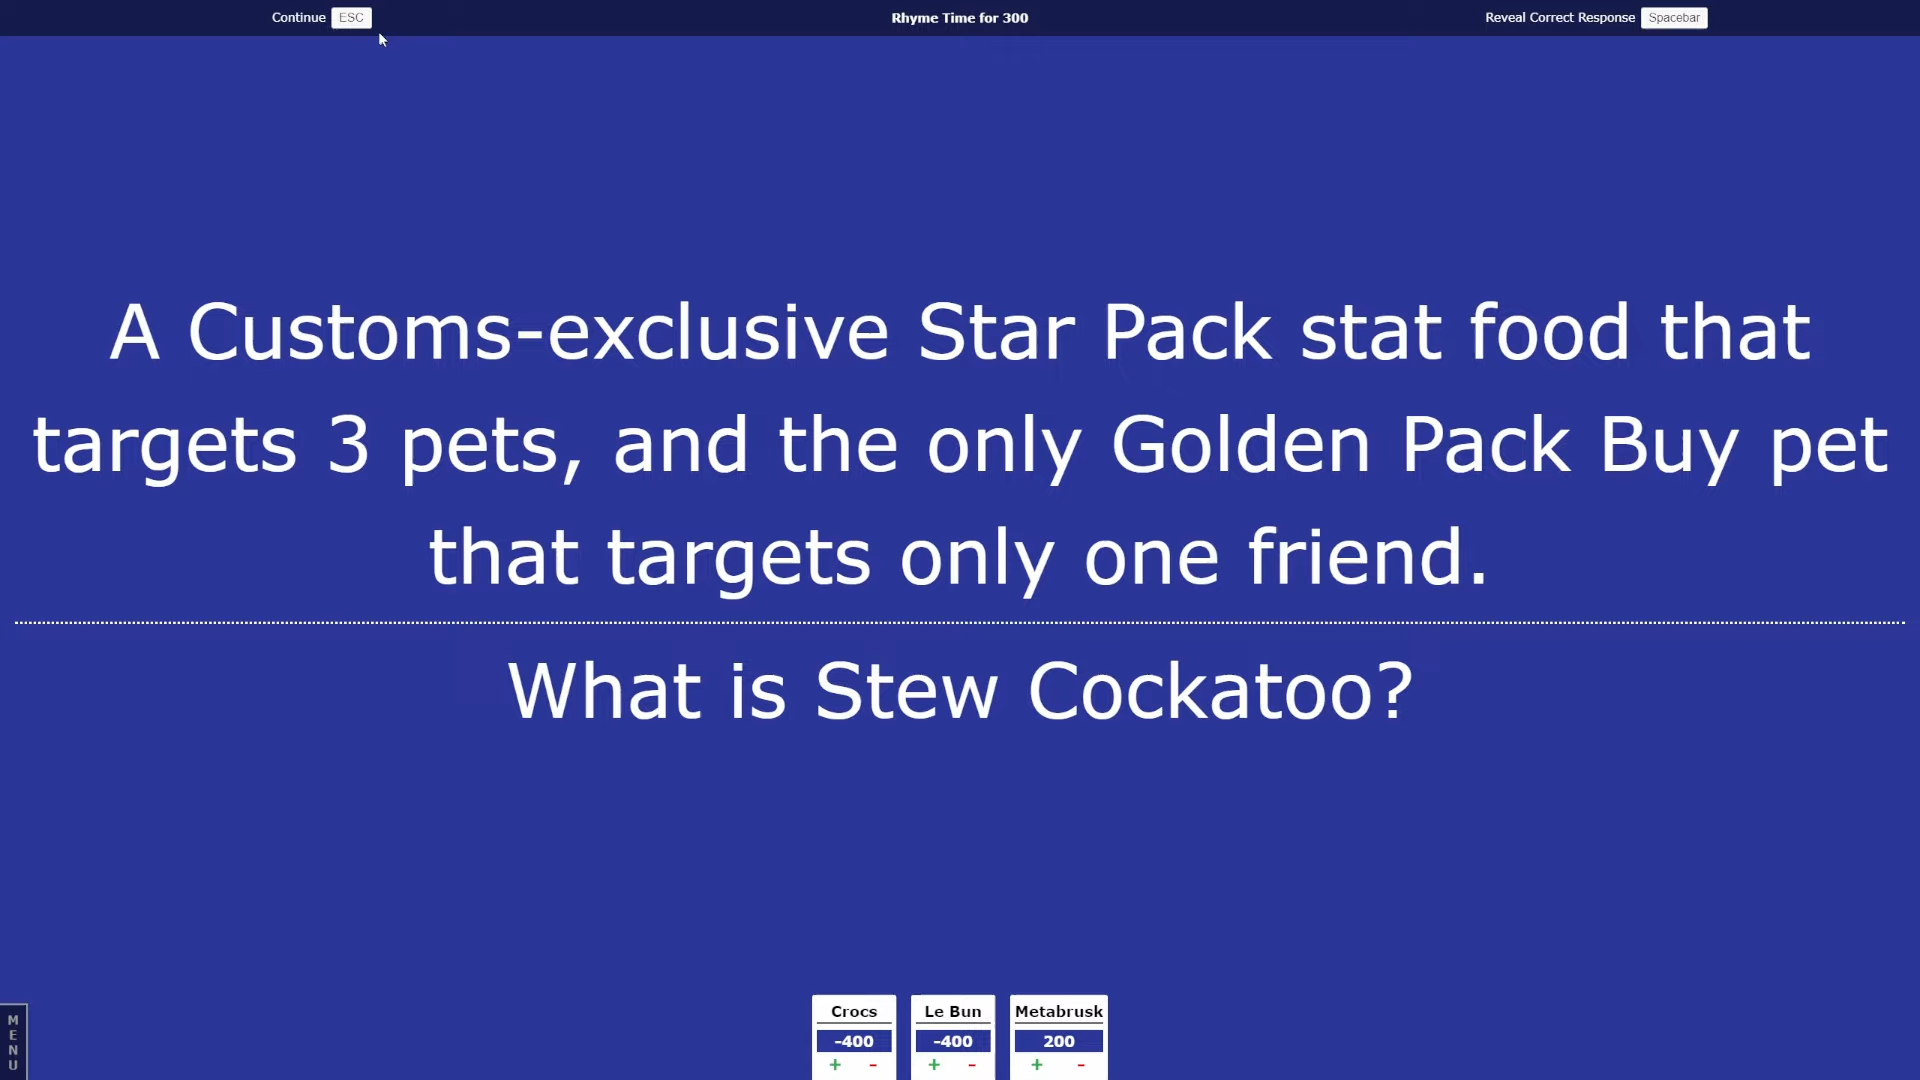 Continue ESC Rhyme Time for 300 Reveal Correct Response Spacebar
A Customs-exclusive Star Pack stat food that
targets 3 pets, and the only Golden Pack Buy pet
that targets only one friend.
What is Stew Cockatoo?
MENU
Crocs Le Bun Metabrusk
-400 -400 200
+ - + - + -